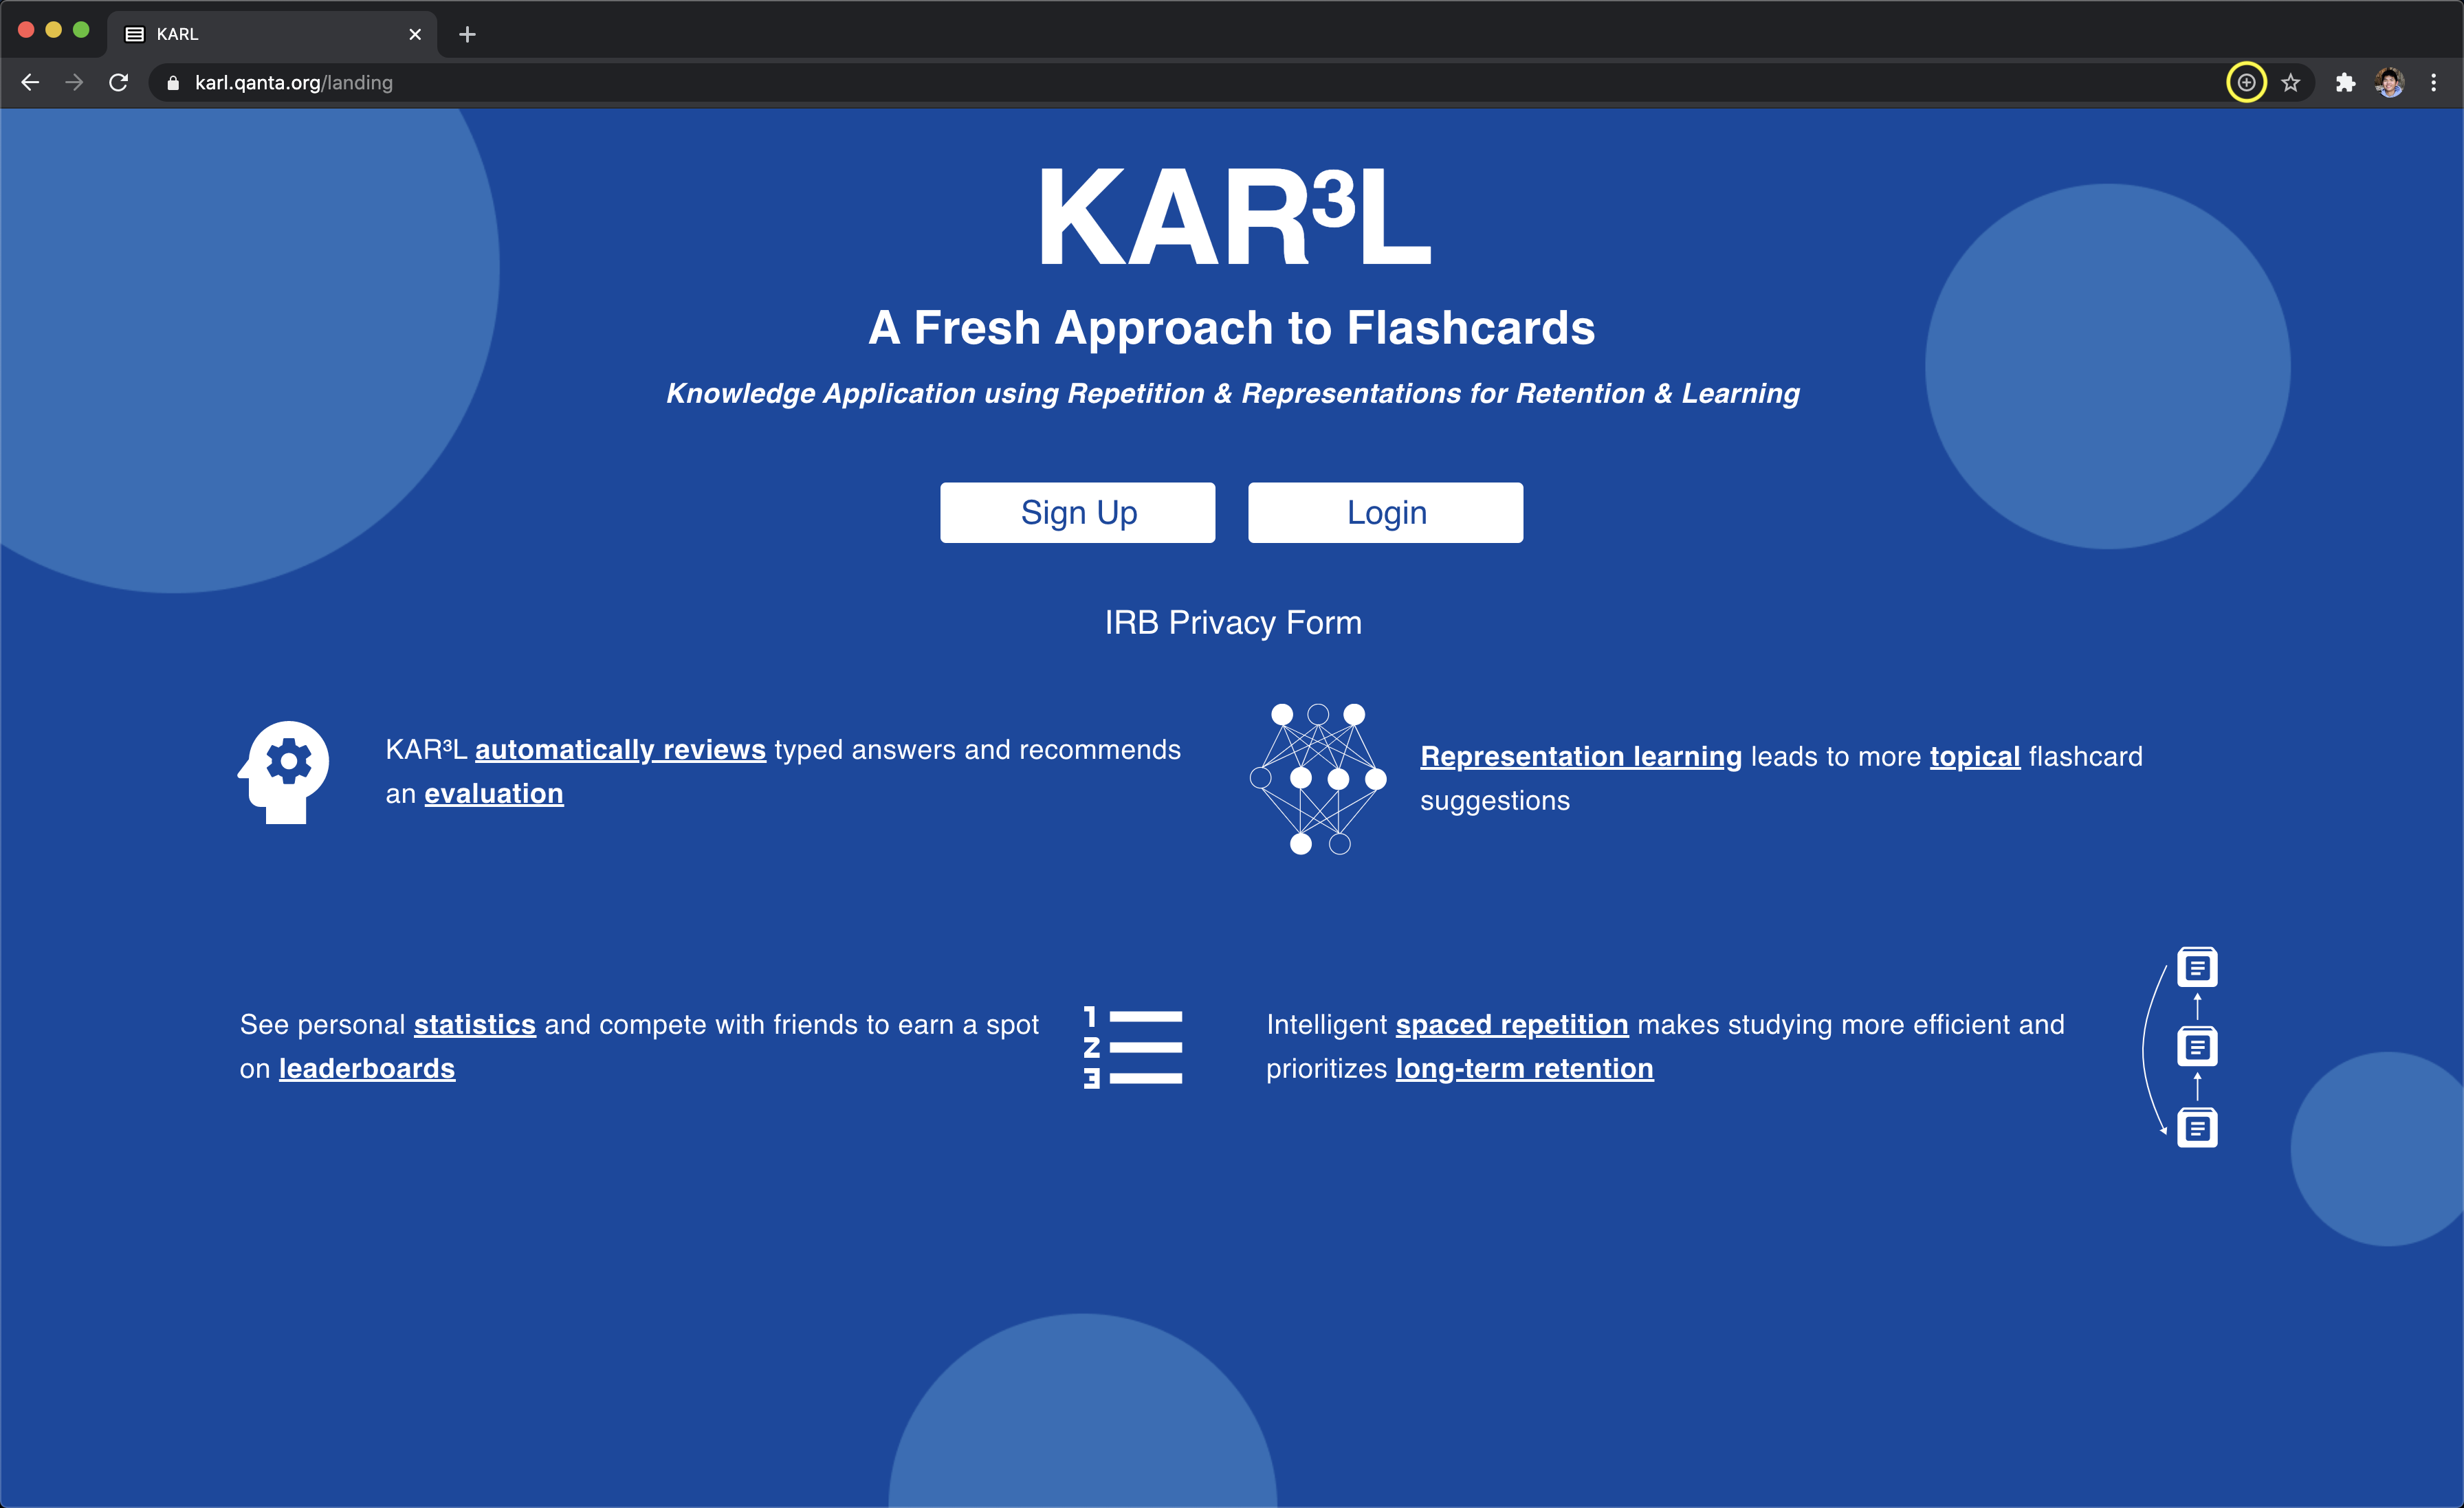 KARL
karl.qanta.org/landing
KAR³L
A Fresh Approach to Flashcards
Knowledge Application using Repetition & Representations for Retention & Learning
Sign Up
Login
IRB Privacy Form
KAR³L automatically reviews typed answers and recommends
an evaluation
Representation learning leads to more topical flashcard
suggestions
See personal statistics and compete with friends to earn a spot
on leaderboards
1
2
3
Intelligent spaced repetition makes studying more efficient and
prioritizes long-term retention